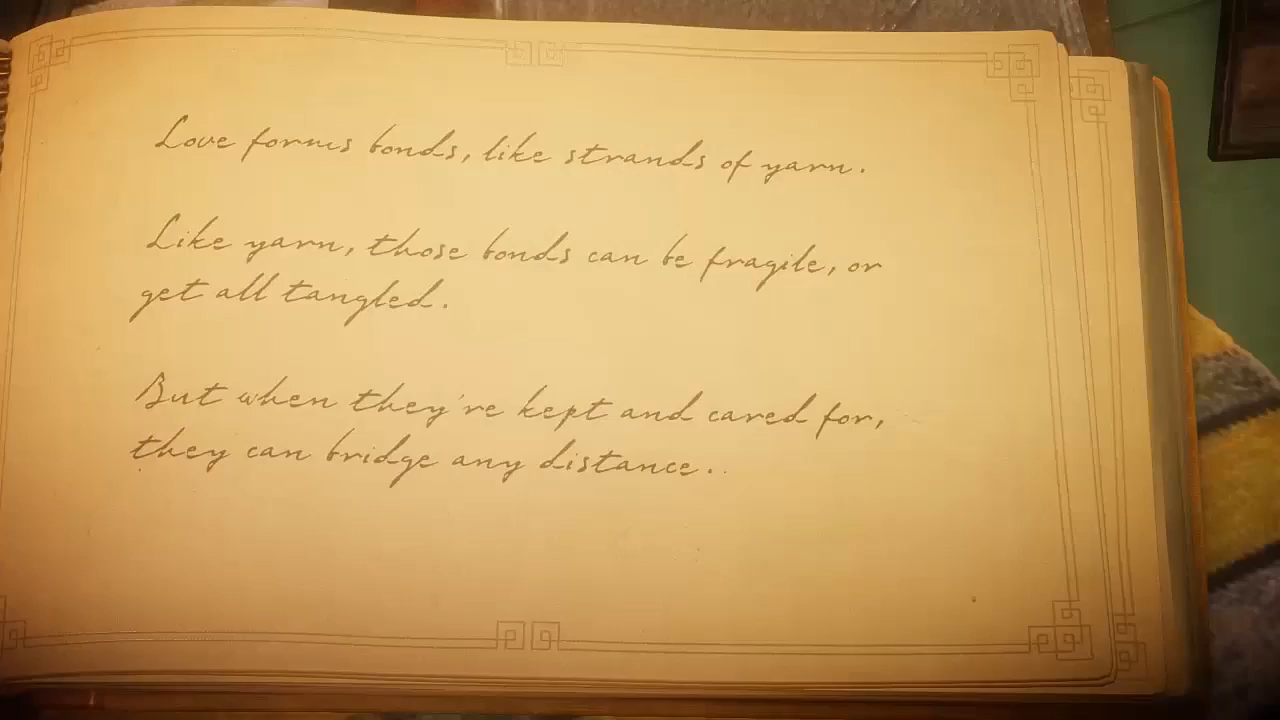 Love forms bonds, like strands of yarn.
Like yarn, those bonds can be fragile, or
get all tangled.
But when they're kept and cared for,
they can bridge any distance..